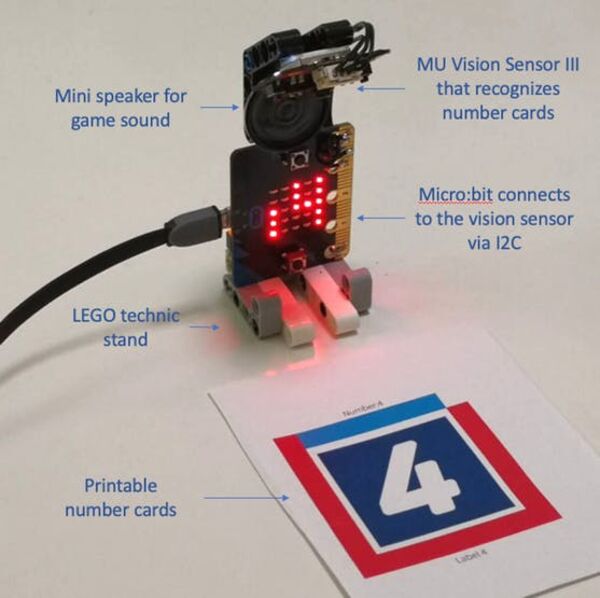 MU Vision Sensor III
that recognizes
number cards
Mini speaker for
game sound
Micro:bit connects
to the vision sensor
via I2C
LEGO technic
stand
Number 4
4
Label 4
Printable
number cards